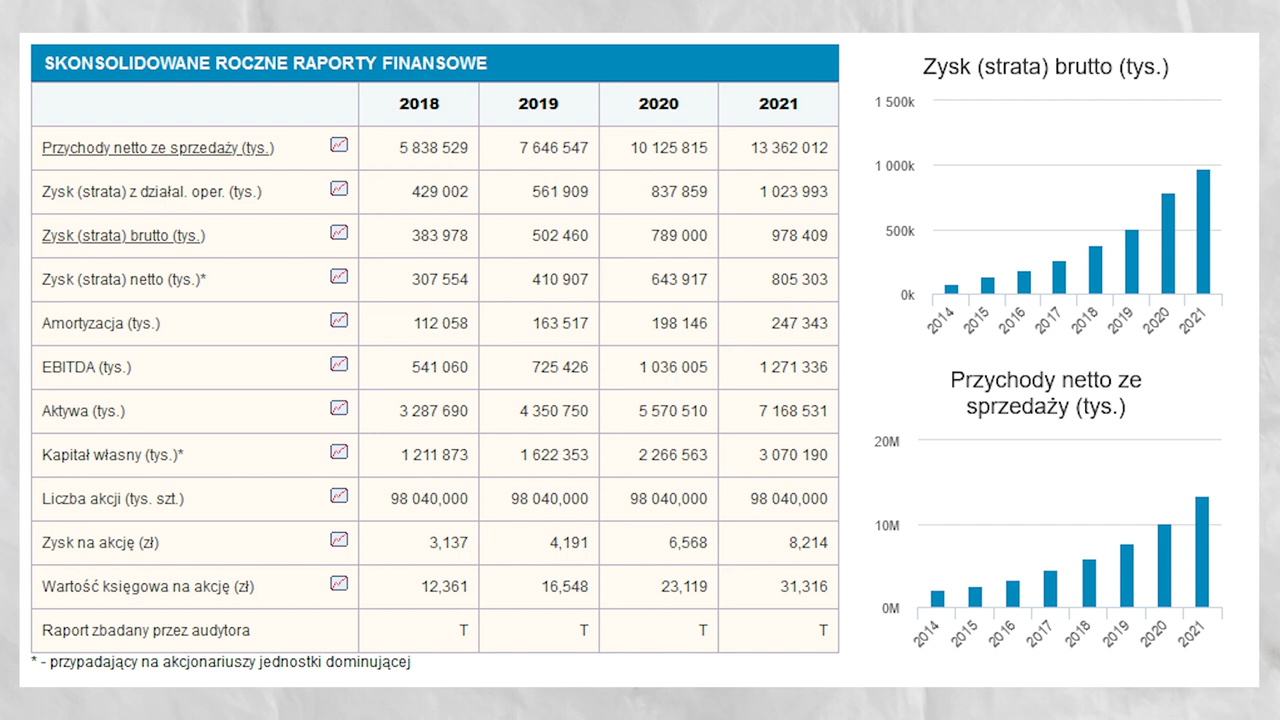 SKONSOLIDOWANE ROCZNE RAPORTY FINANSOWE
2018 2019 2020 2021
Przychody netto ze sprzedaży (tys.) 5 838 529 7 646 547 10 125 815 13 362 012
Zysk (strata) z działal. oper. (tys.) 429 002 561 909 837 859 1 023 993
Zysk (strata) brutto (tys.) 383 978 502 460 789 000 978 409
Zysk (strata) netto (tys.)* 307 554 410 907 643 917 805 303
Amortyzacja (tys.) 112 058 163 517 198 146 247 343
EBITDA (tys.) 541 060 725 426 1 036 005 1 271 336
Aktywa (tys.) 3 287 690 4 350 750 5 570 510 7 168 531
Kapitał własny (tys.)* 1 211 873 1 622 353 2 266 563 3 070 190
Liczba akcji (tys. szt.) 98 040,000 98 040,000 98 040,000 98 040,000
Zysk na akcję (zł) 3,137 4,191 6,568 8,214
Wartość księgowa na akcję (zł) 12,361 16,548 23,119 31,316
Raport zbadany przez audytora T T T T
* - przypadający na akcjonariuszy jednostki dominującej
Zysk (strata) brutto (tys.)
1 500k
1 000k
500k
0k
2014 2015 2016 2017 2018 2019 2020 2021
Przychody netto ze
sprzedaży (tys.)
20M
10M
0M
2014 2015 2016 2017 2018 2019 2020 2021